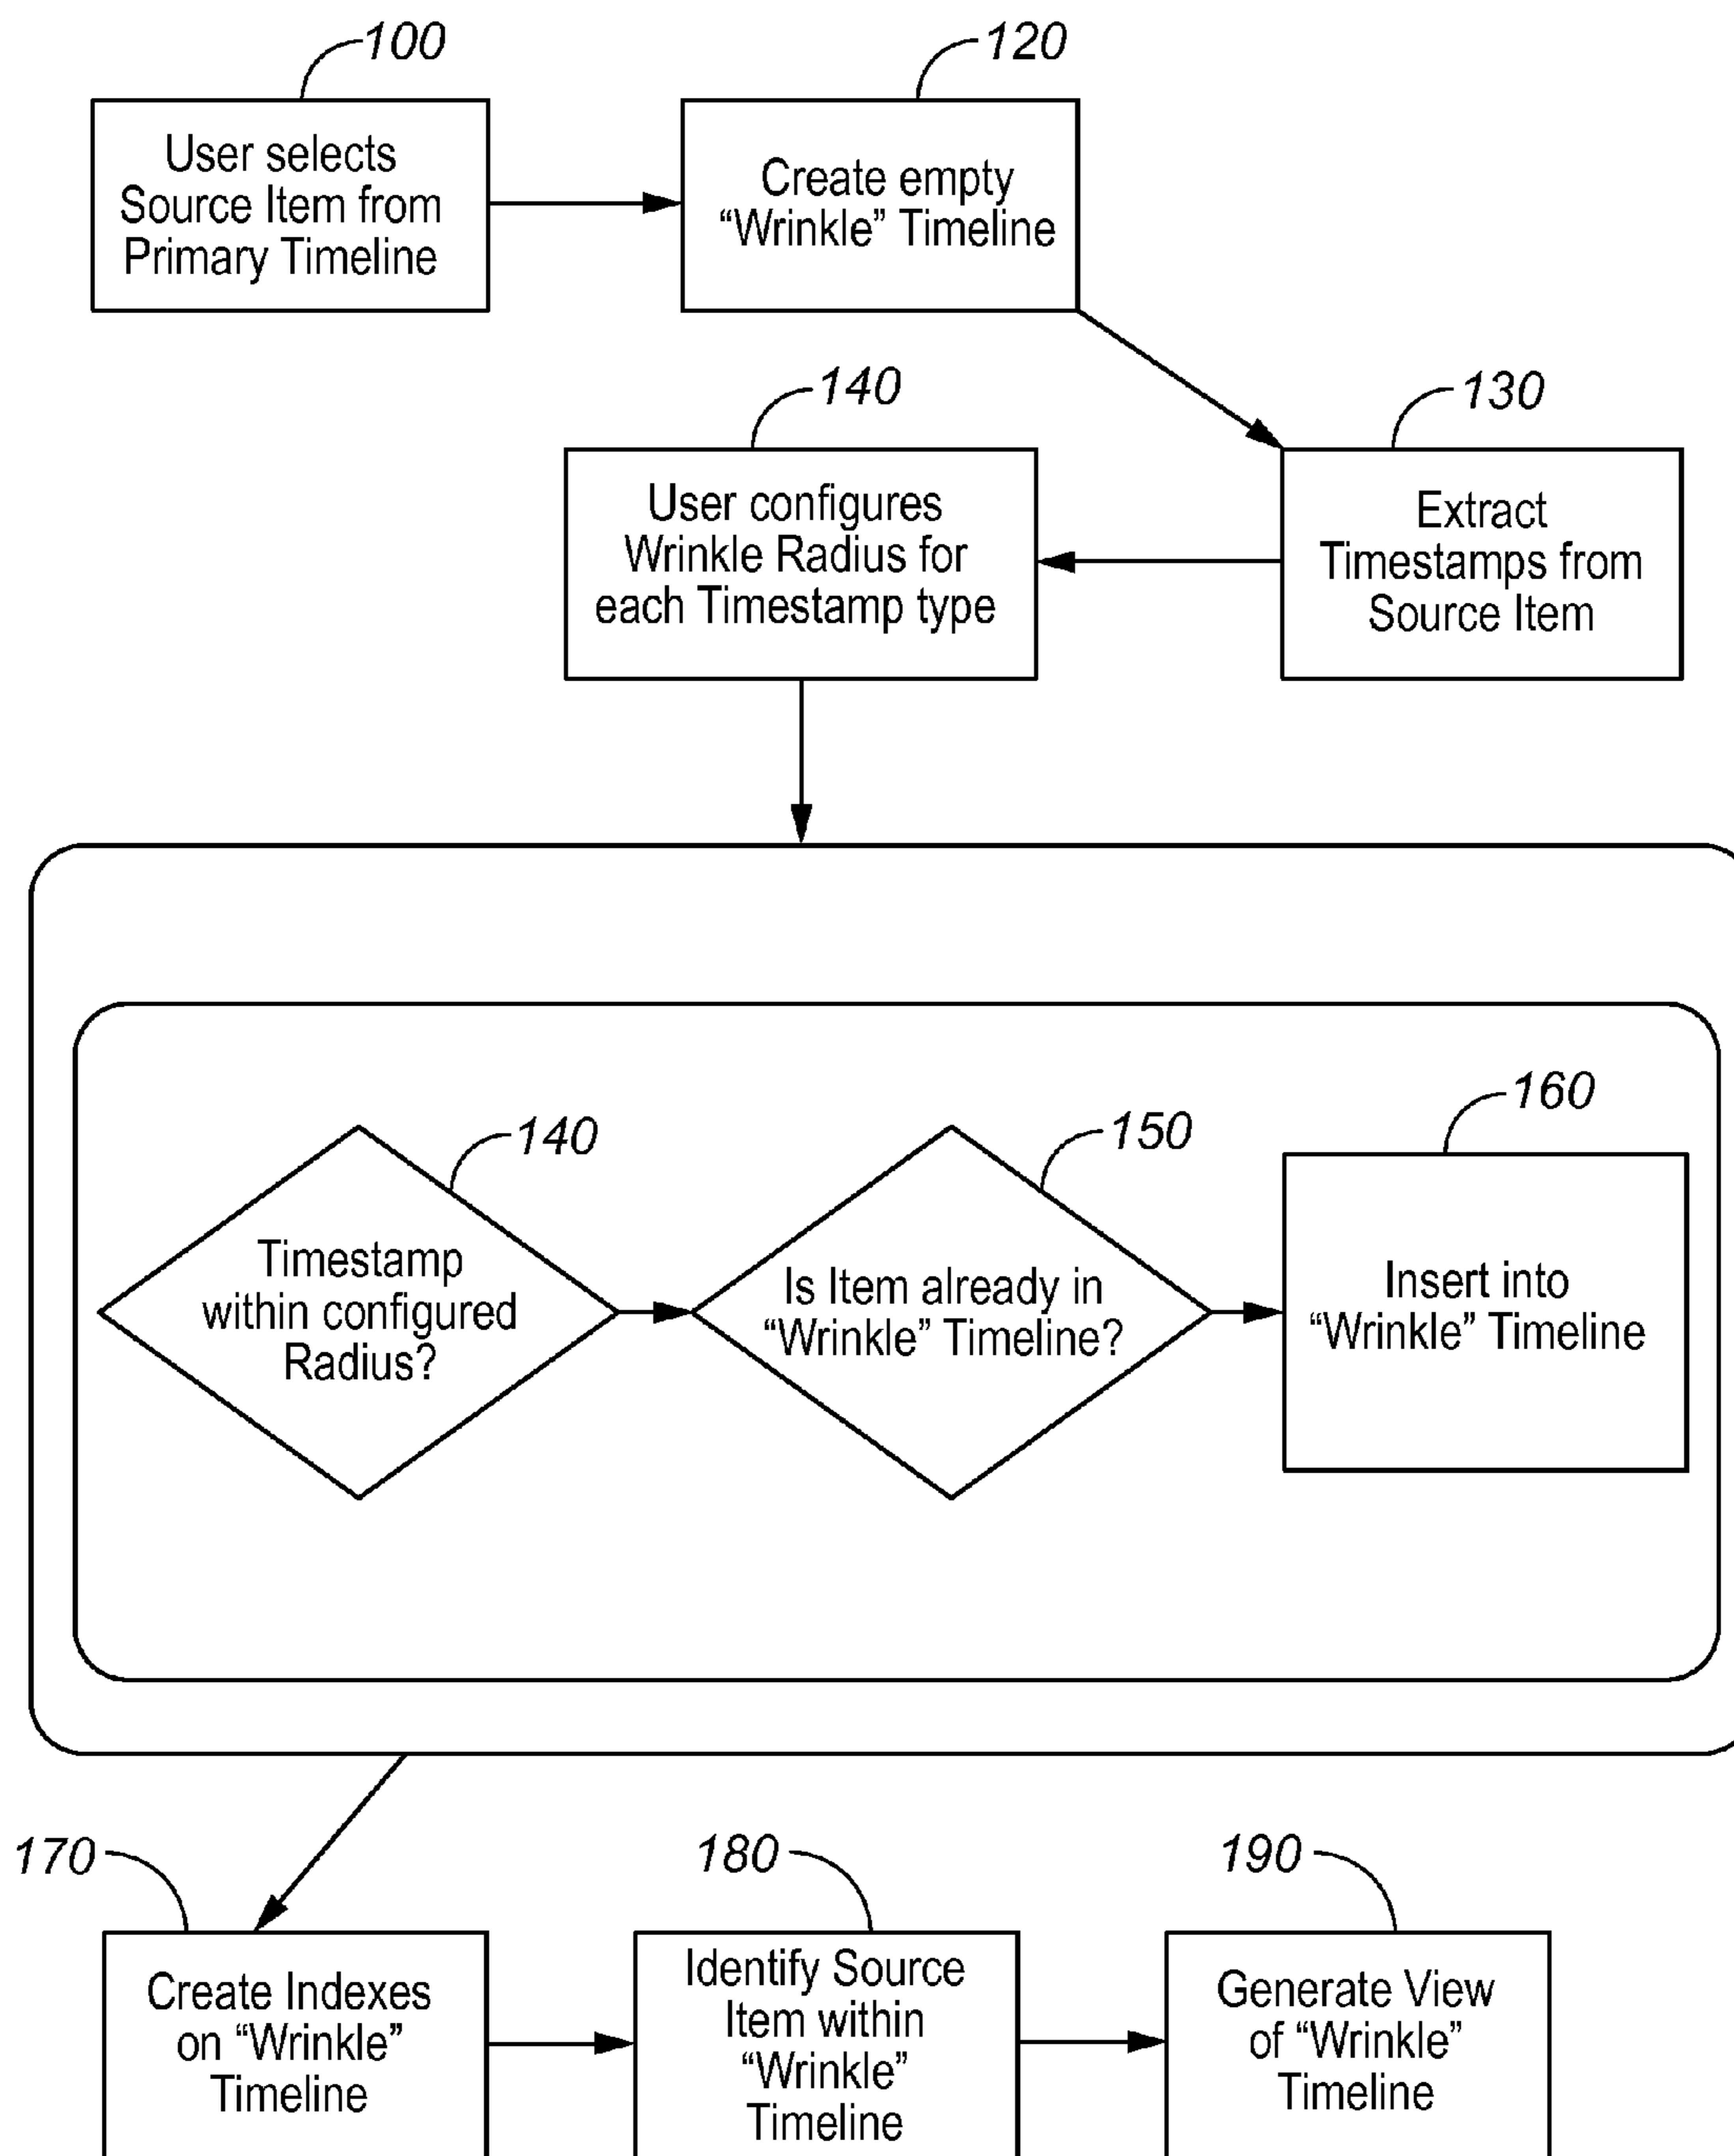 100
User selects
Source Item from
Primary Timeline
120
Create empty
“Wrinkle” Timeline
130
Extract
Timestamps from
Source Item
140
User configures
Wrinkle Radius for
each Timestamp type
140
Timestamp
within configured
Radius?
150
Is Item already in
“Wrinkle” Timeline?
160
Insert into
“Wrinkle” Timeline
170
Create Indexes
on “Wrinkle”
Timeline
180
Identify Source
Item within
“Wrinkle”
Timeline
190
Generate View
of “Wrinkle”
Timeline